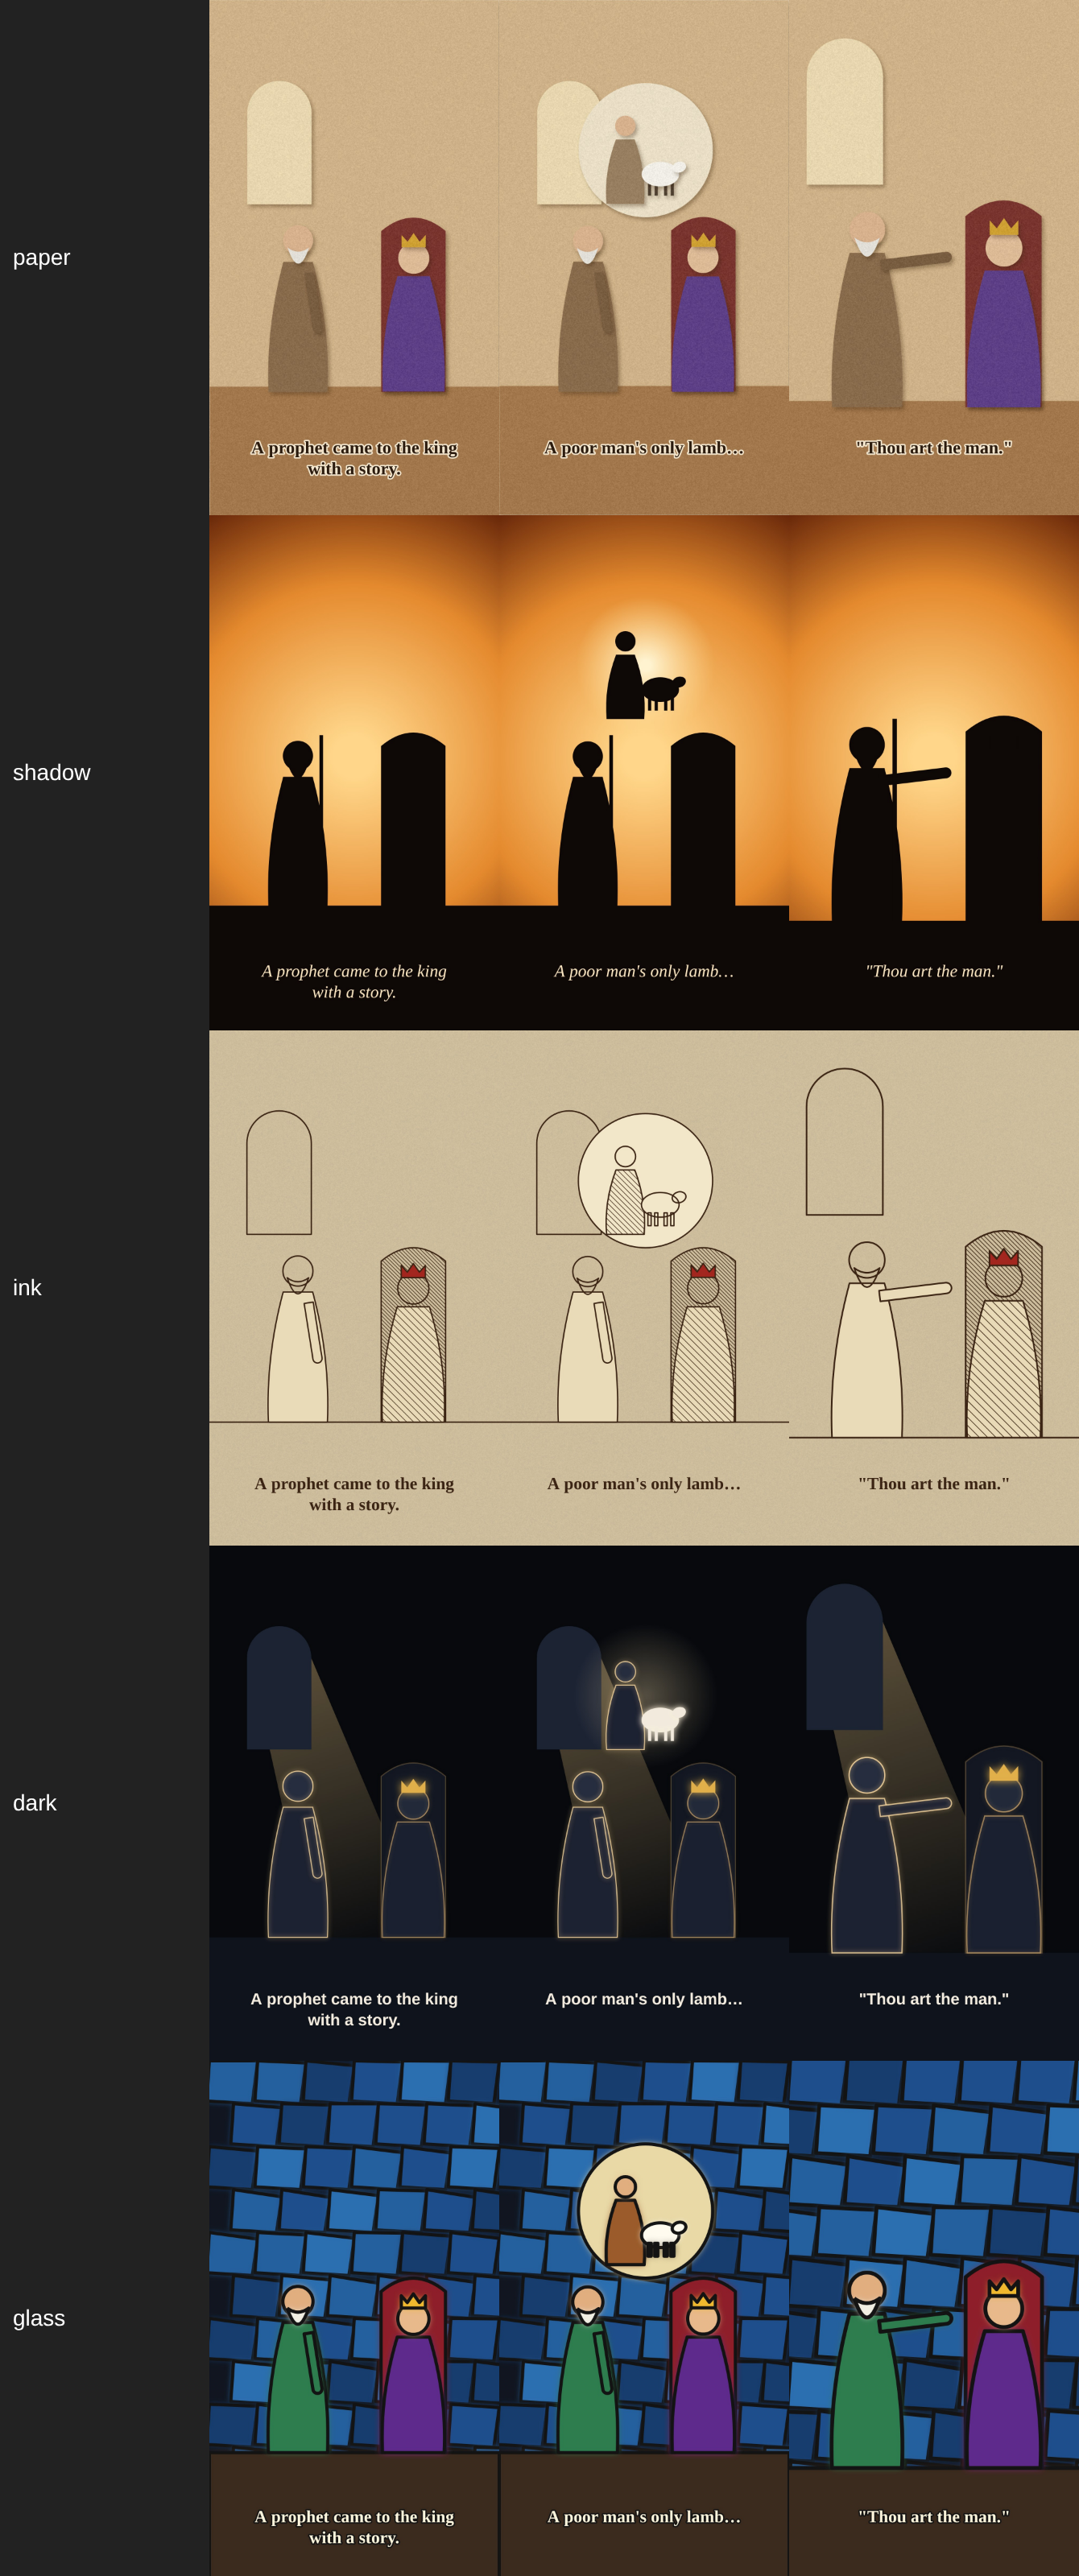 paper
A prophet came to the king
with a story.
A poor man's only lamb…
"Thou art the man."
shadow
A prophet came to the king
with a story.
A poor man's only lamb…
"Thou art the man."
ink
A prophet came to the king
with a story.
A poor man's only lamb…
"Thou art the man."
dark
A prophet came to the king
with a story.
A poor man's only lamb…
"Thou art the man."
glass
A prophet came to the king
with a story.
A poor man's only lamb…
"Thou art the man."